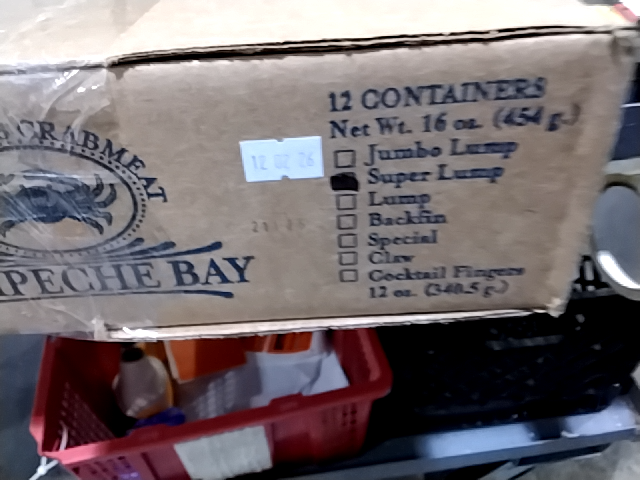 CRABMEAT
PECHE BAY
12 02 26
12 CONTAINERS
Net Wt. 16 oz. (454 g.)
Jumbo Lump
Super Lump
Lump
Backfin
Special
Claw
Cocktail Fingers
12 oz. (340.5 g.)